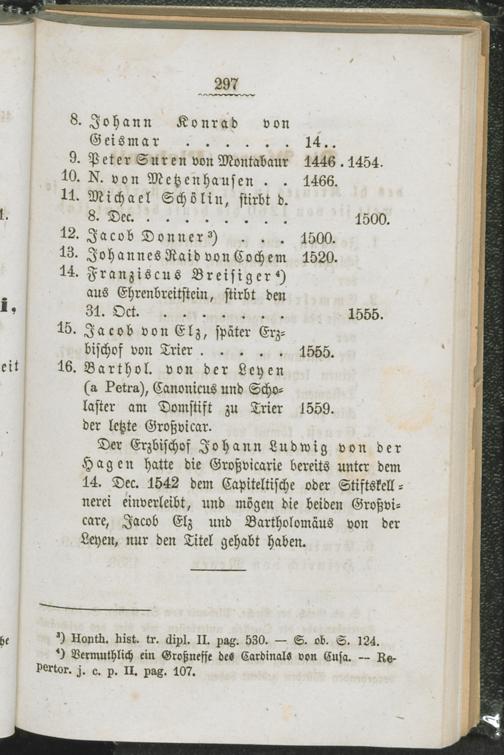 297
8. Johann Konrad von
Geismar . . . . . . 14..
9. Peter Suren von Montabaur 1446 . 1454.
10. N. von Metzenhausen . . 1466.
11. Michael Schölin, stirbt d.
8. Dec. . . . . . . . 1500.
12. Jacob Donner³) . . . 1500.
13. Johannes Raid von Cochem 1520.
14. Franziscus Breisiger⁴)
aus Ehrenbreitstein, stirbt den
31. Oct. . . . . . . . 1555.
15. Jacob von Elz, später Erz=
bischof von Trier . . . . . 1555.
16. Barthol. von der Leyen
(a Petra), Canonicus und Scho=
laster am Domstift zu Trier 1559.
der letzte Großvicar.
Der Erzbischof Johann Ludwig von der
Hagen hatte die Großvicarie bereits unter dem
14. Dec. 1542 dem Capiteltische oder Stiftskell=
nerei einverleibt, und mögen die beiden Großvi=
care, Jacob Elz und Bartholomäus von der
Leyen, nur den Titel gehabt haben.
³) Honth. hist. tr. dipl. II. pag. 530. — S. ob. S. 124.
⁴) Vermuthlich ein Großneffe des Cardinals von Cusa. — Re-
pertor. j. c. p. II. pag. 107.